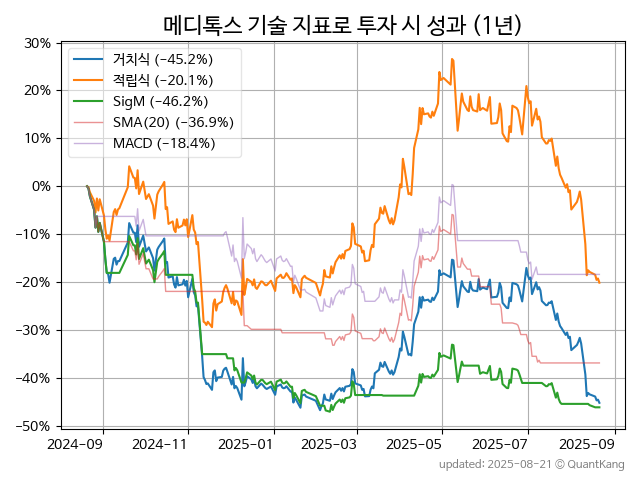 메디톡스 기술 지표로 투자 시 성과 (1년)
거치식 (−45.2%)
적립식 (−20.1%)
SigM (−46.2%)
SMA(20) (−36.9%)
MACD (−18.4%)
30%
20%
10%
0%
−10%
−20%
−30%
−40%
−50%
2024-09 2024-11 2025-01 2025-03 2025-05 2025-07 2025-09
updated: 2025-08-21 © QuantKang